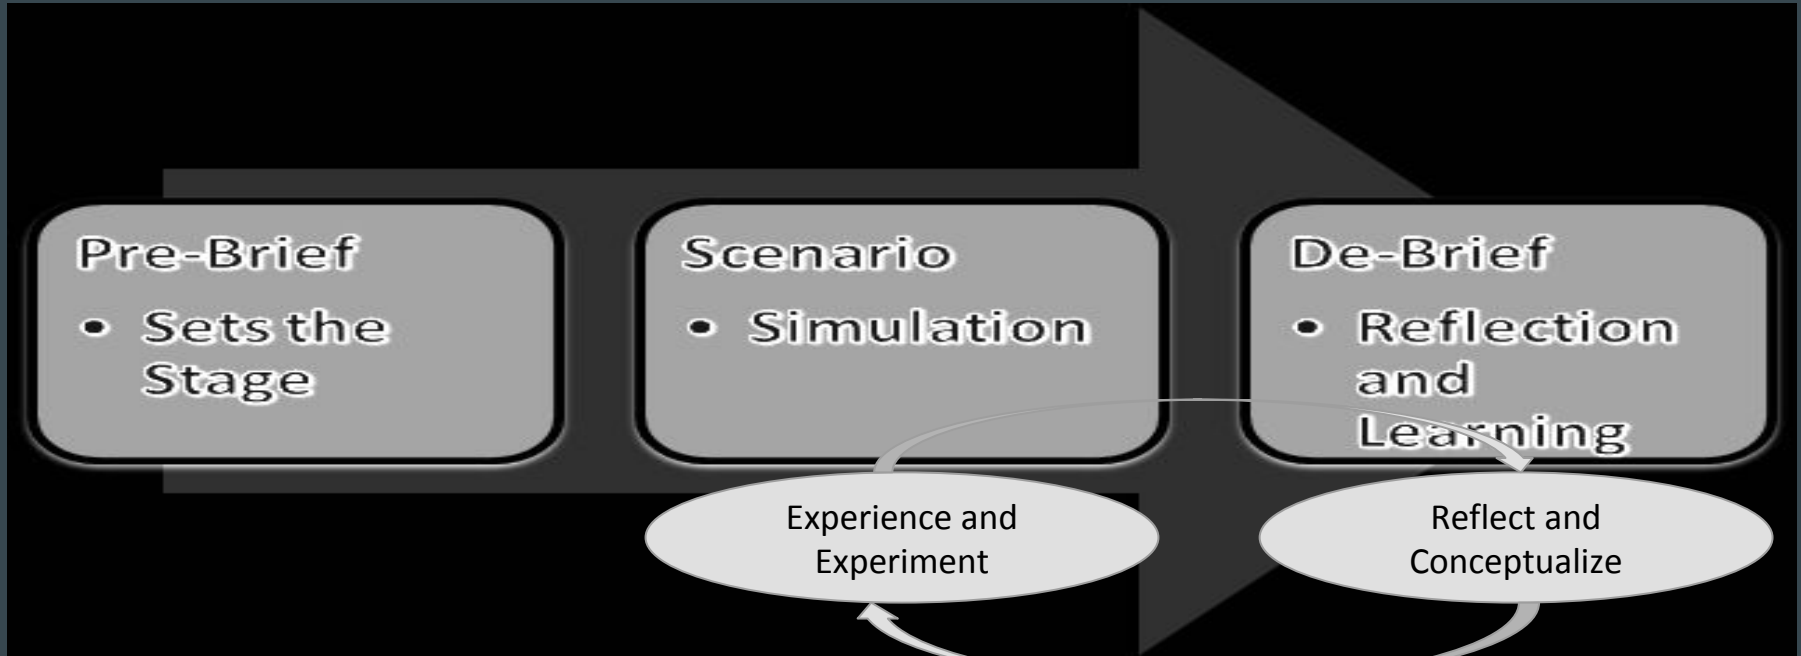 Pre-Brief
• Sets the
Stage
Scenario
• Simulation
De-Brief
• Reflection
and
Learning
Experience and
Experiment
Reflect and
Conceptualize